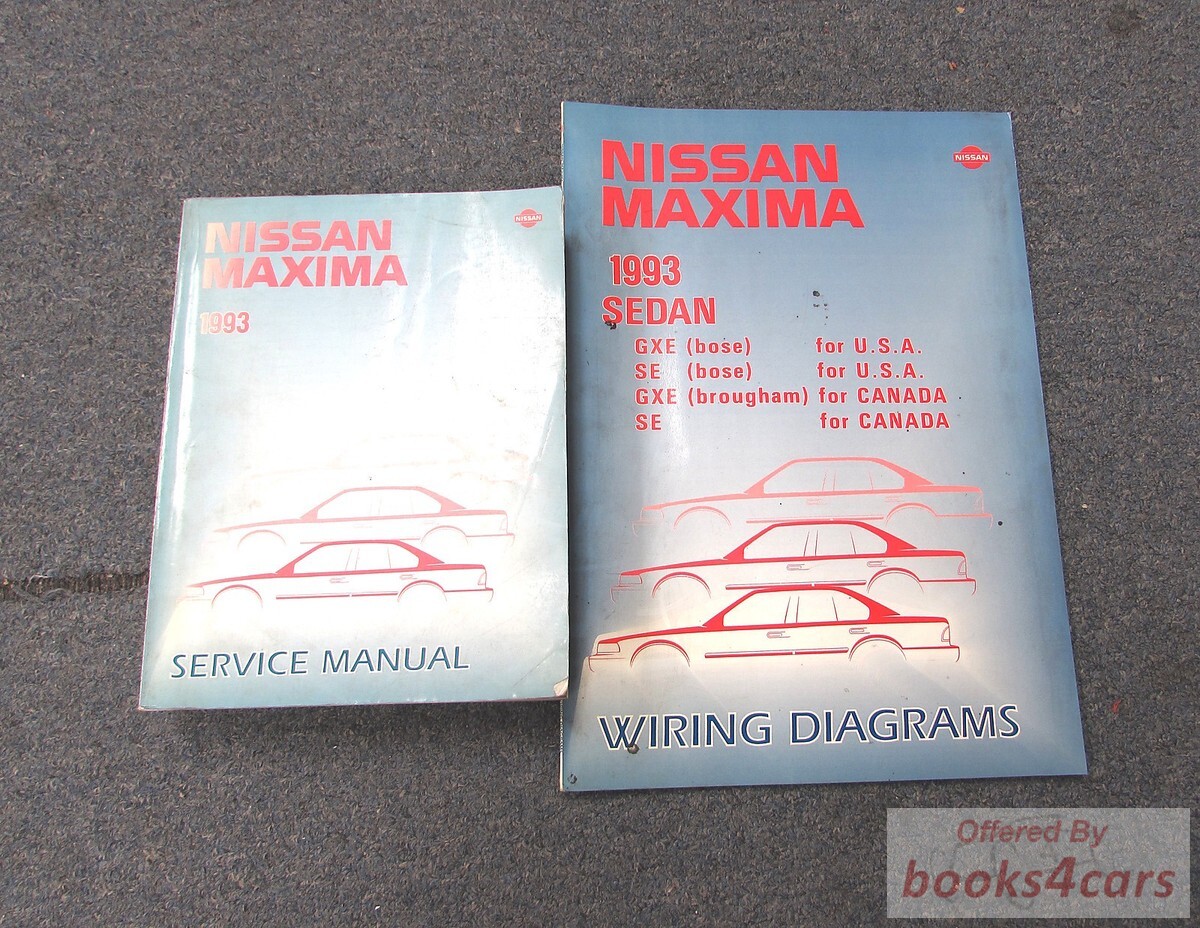 NISSAN
MAXIMA
NISSAN
1993
SERVICE MANUAL
NISSAN
MAXIMA
NISSAN
1993
SEDAN
GXE (bose) for U.S.A.
SE (bose) for U.S.A.
GXE (brougham) for CANADA
SE for CANADA
WIRING DIAGRAMS
Offered By
books4cars